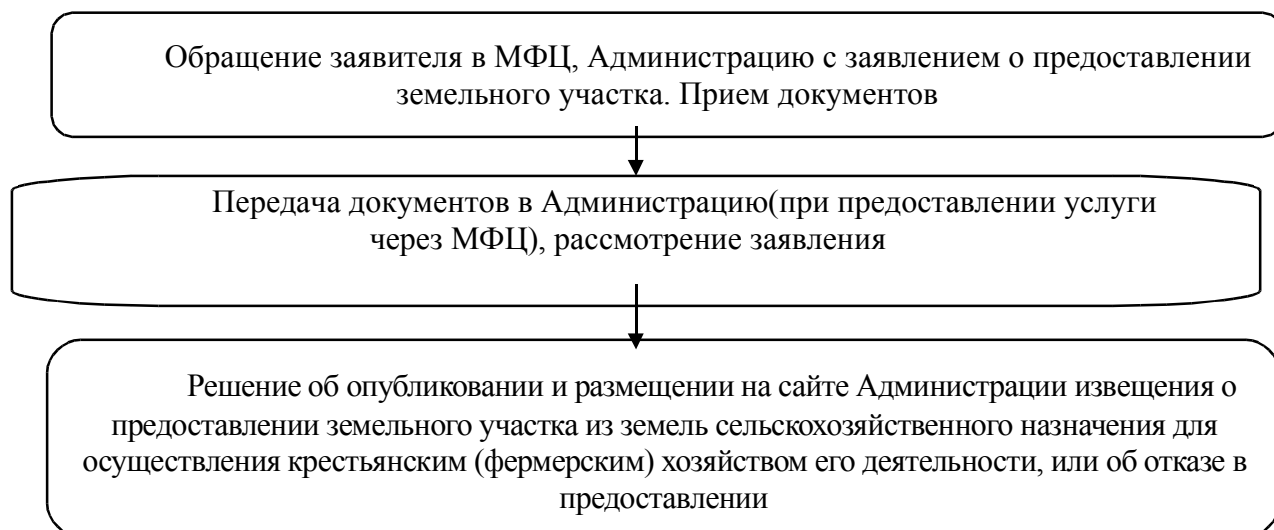 Обращение заявителя в МФЦ, Администрацию с заявлением о предоставлении
земельного участка. Прием документов
Передача документов в Администрацию(при предоставлении услуги
через МФЦ), рассмотрение заявления
Решение об опубликовании и размещении на сайте Администрации извещения о
предоставлении земельного участка из земель сельскохозяйственного назначения для
осуществления крестьянским (фермерским) хозяйством его деятельности, или об отказе в
предоставлении